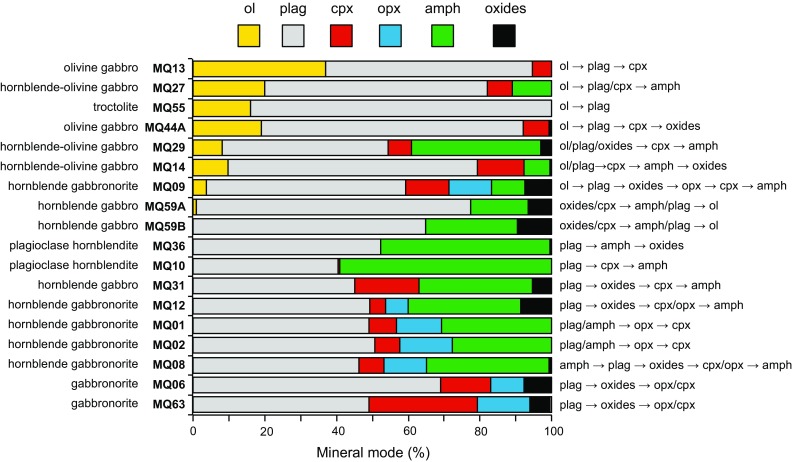 ol plag cpx opx amph oxides
olivine gabbro MQ13 ol → plag → cpx
hornblende-olivine gabbro MQ27 ol → plag/cpx → amph
troctolite MQ55 ol → plag
olivine gabbro MQ44A ol → plag → cpx → oxides
hornblende-olivine gabbro MQ29 ol/plag/oxides → cpx → amph
hornblende-olivine gabbro MQ14 ol/plag→cpx → amph → oxides
hornblende gabbronorite MQ09 ol → plag → oxides → opx → cpx → amph
hornblende gabbro MQ59A oxides/cpx → amph/plag → ol
hornblende gabbro MQ59B oxides/cpx → amph/plag → ol
plagioclase hornblendite MQ36 plag → amph → oxides
plagioclase hornblendite MQ10 plag → cpx → amph
hornblende gabbro MQ31 plag → oxides → cpx → amph
hornblende gabbronorite MQ12 plag → oxides → cpx/opx → amph
hornblende gabbronorite MQ01 plag/amph → opx → cpx
hornblende gabbronorite MQ02 plag/amph → opx → cpx
hornblende gabbronorite MQ08 amph → plag → oxides → cpx/opx → amph
gabbronorite MQ06 plag → oxides → opx/cpx
gabbronorite MQ63 plag → oxides → opx/cpx
0 20 40 60 80 100
Mineral mode (%)